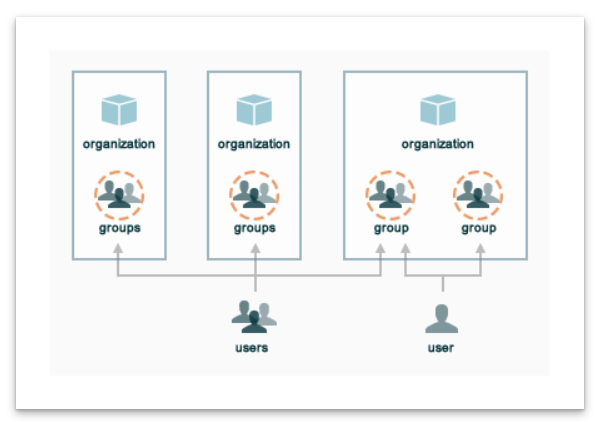 organization
organization
organization
groups
groups
group
group
users
user